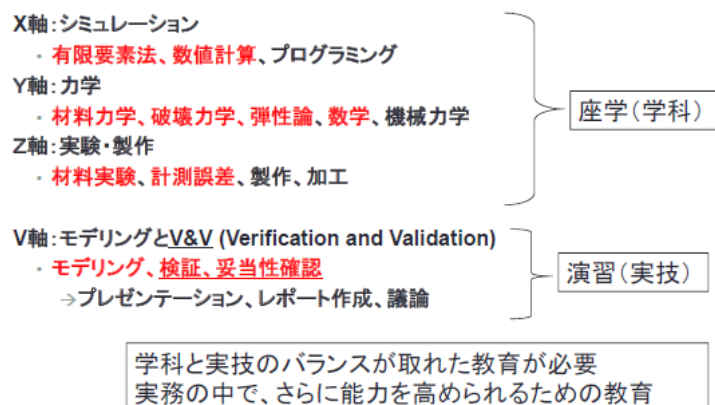 X軸：シミュレーション
・有限要素法、数値計算、プログラミング
Y軸：力学
・材料力学、破壊力学、弾性論、数学、機械力学
Z軸：実験・製作
・材料実験、計測誤差、製作、加工
座学（学科）
V軸：モデリングとV&V (Verification and Validation)
・モデリング、検証、妥当性確認
→プレゼンテーション、レポート作成、議論
演習（実技）
学科と実技のバランスが取れた教育が必要
実務の中で、さらに能力を高められるための教育